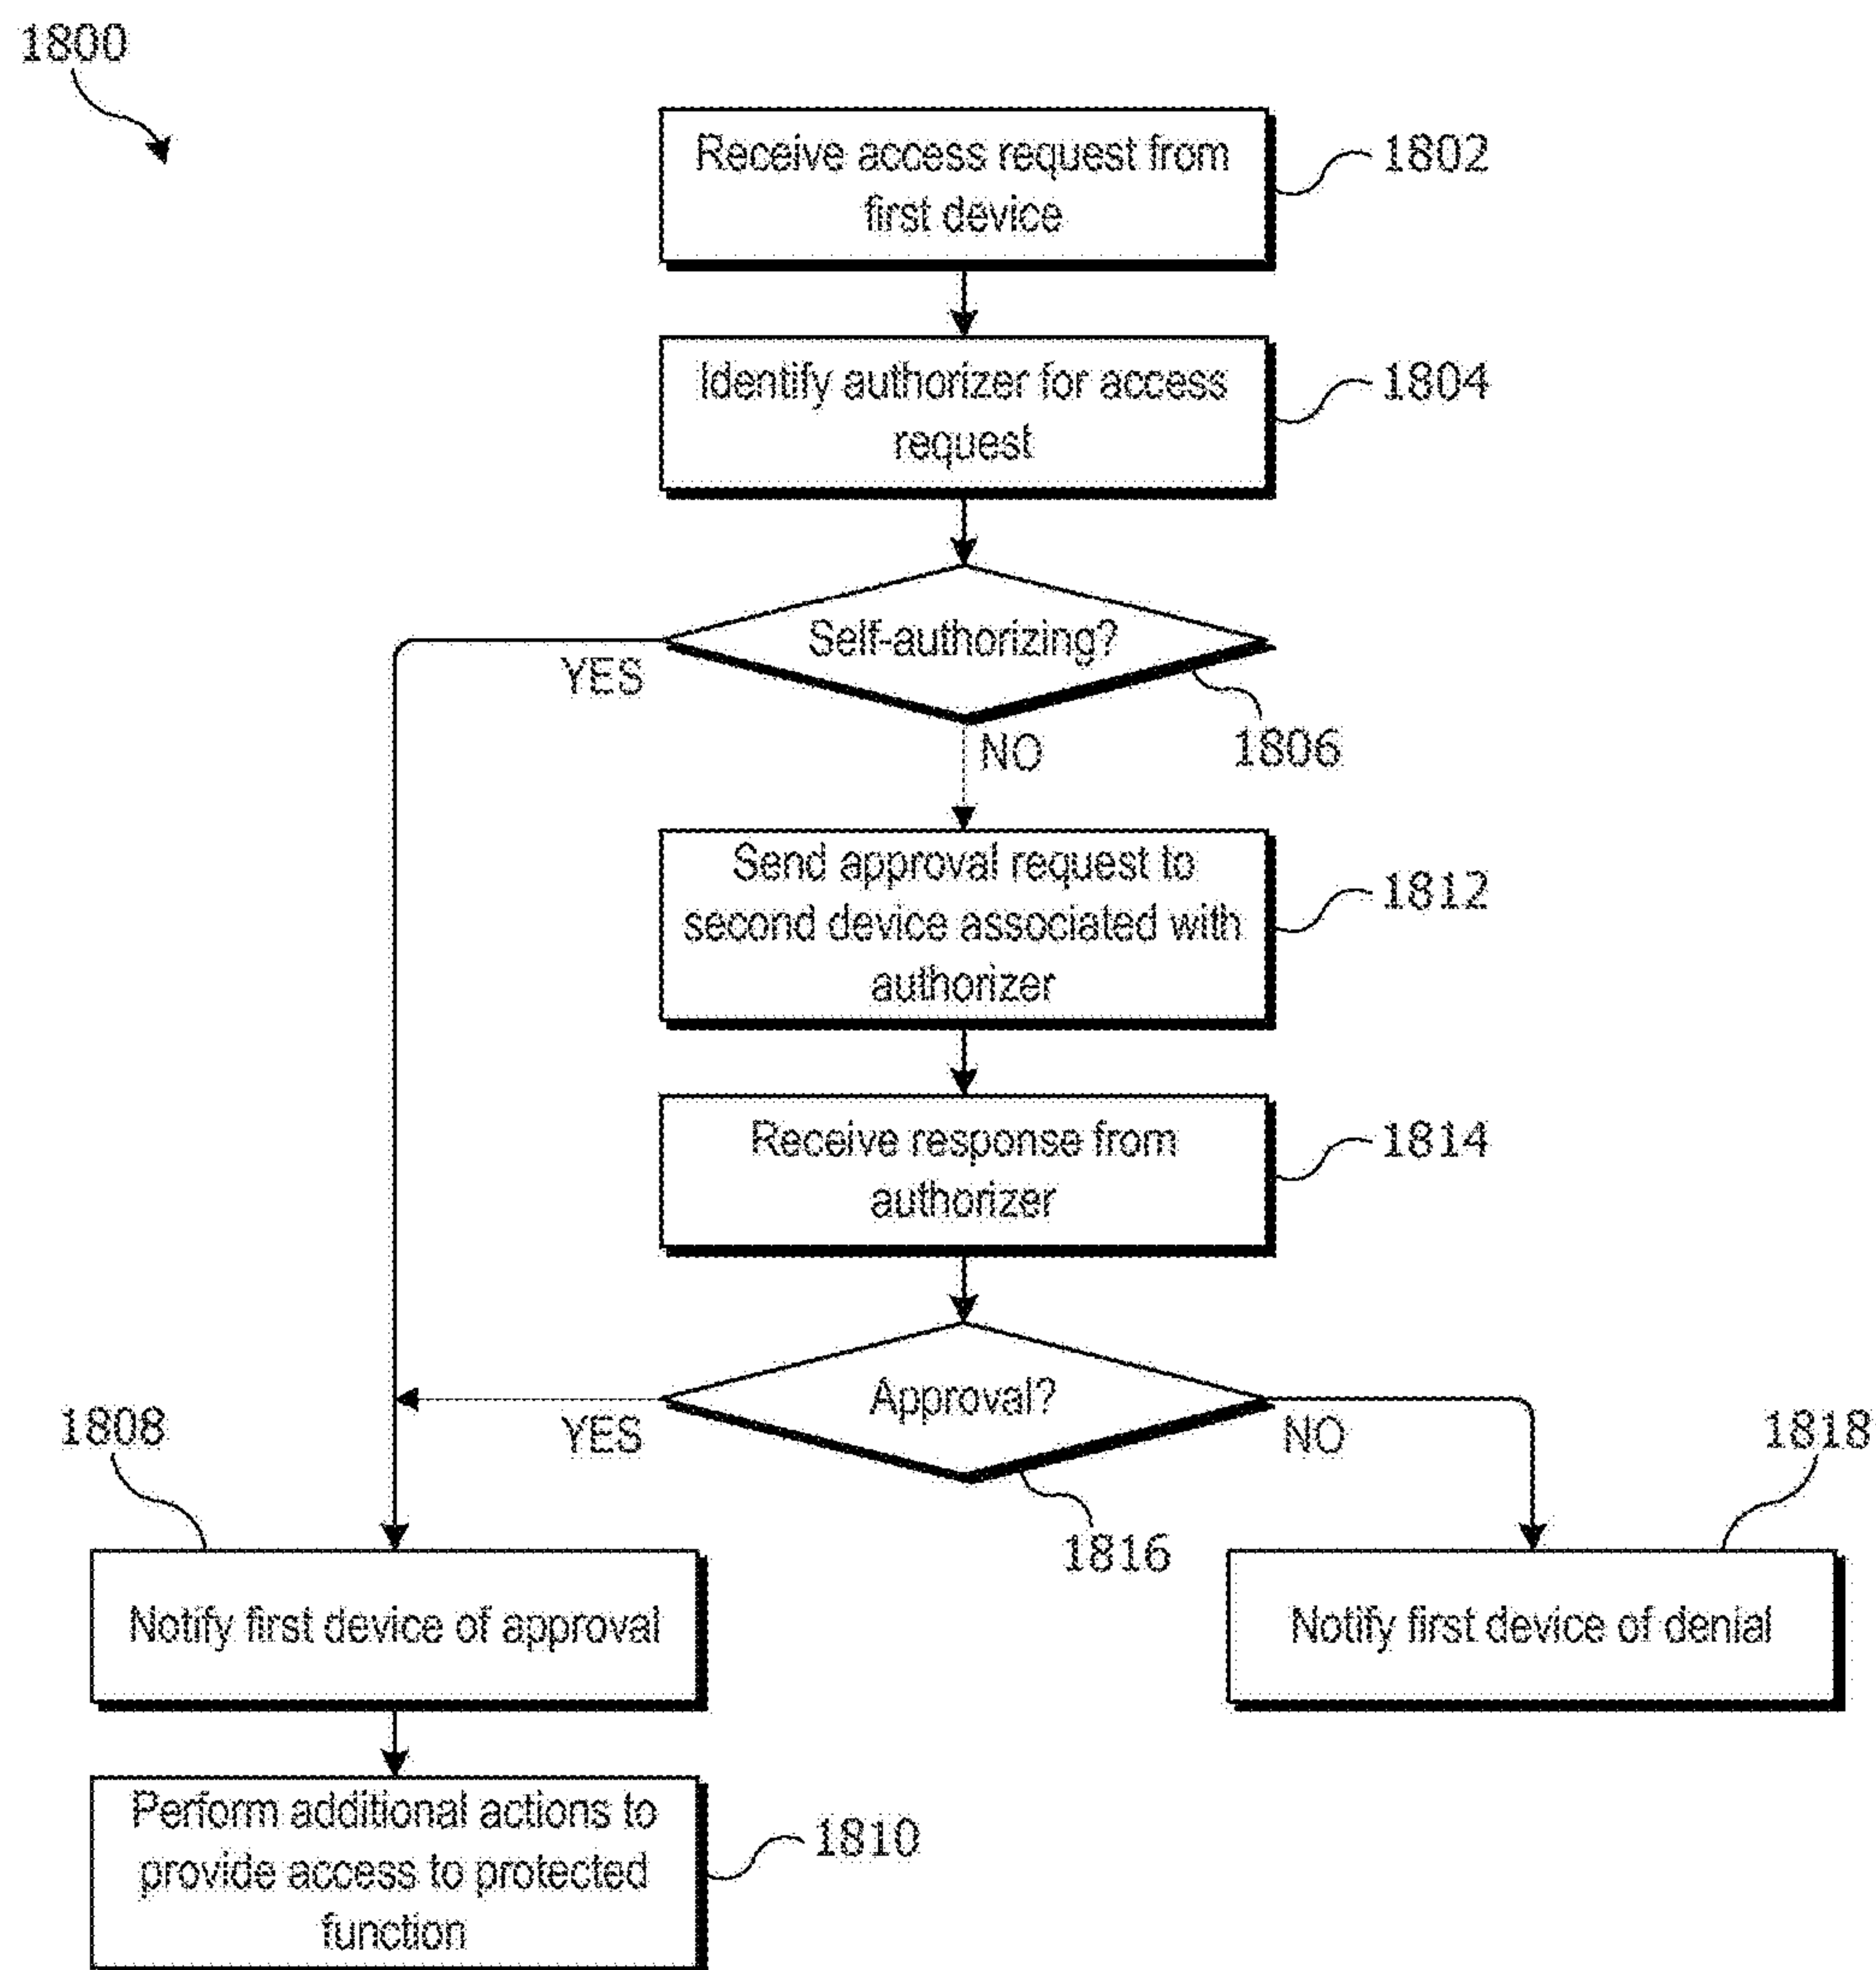 1800
Receive access request from
first device
1802
Identify authorizer for access
request
1804
Self-authorizing?
YES
1806
NO
Send approval request to
second device associated with
authorizer
1812
Receive response from
authorizer
1814
Approval?
YES
NO
1808
1818
1816
Notify first device of approval
Notify first device of denial
Perform additional actions to
provide access to protected
function
1810